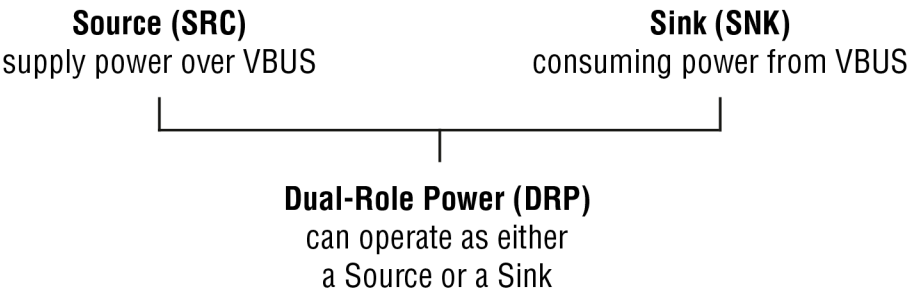 Source (SRC)
supply power over VBUS
Sink (SNK)
consuming power from VBUS
Dual-Role Power (DRP)
can operate as either
a Source or a Sink